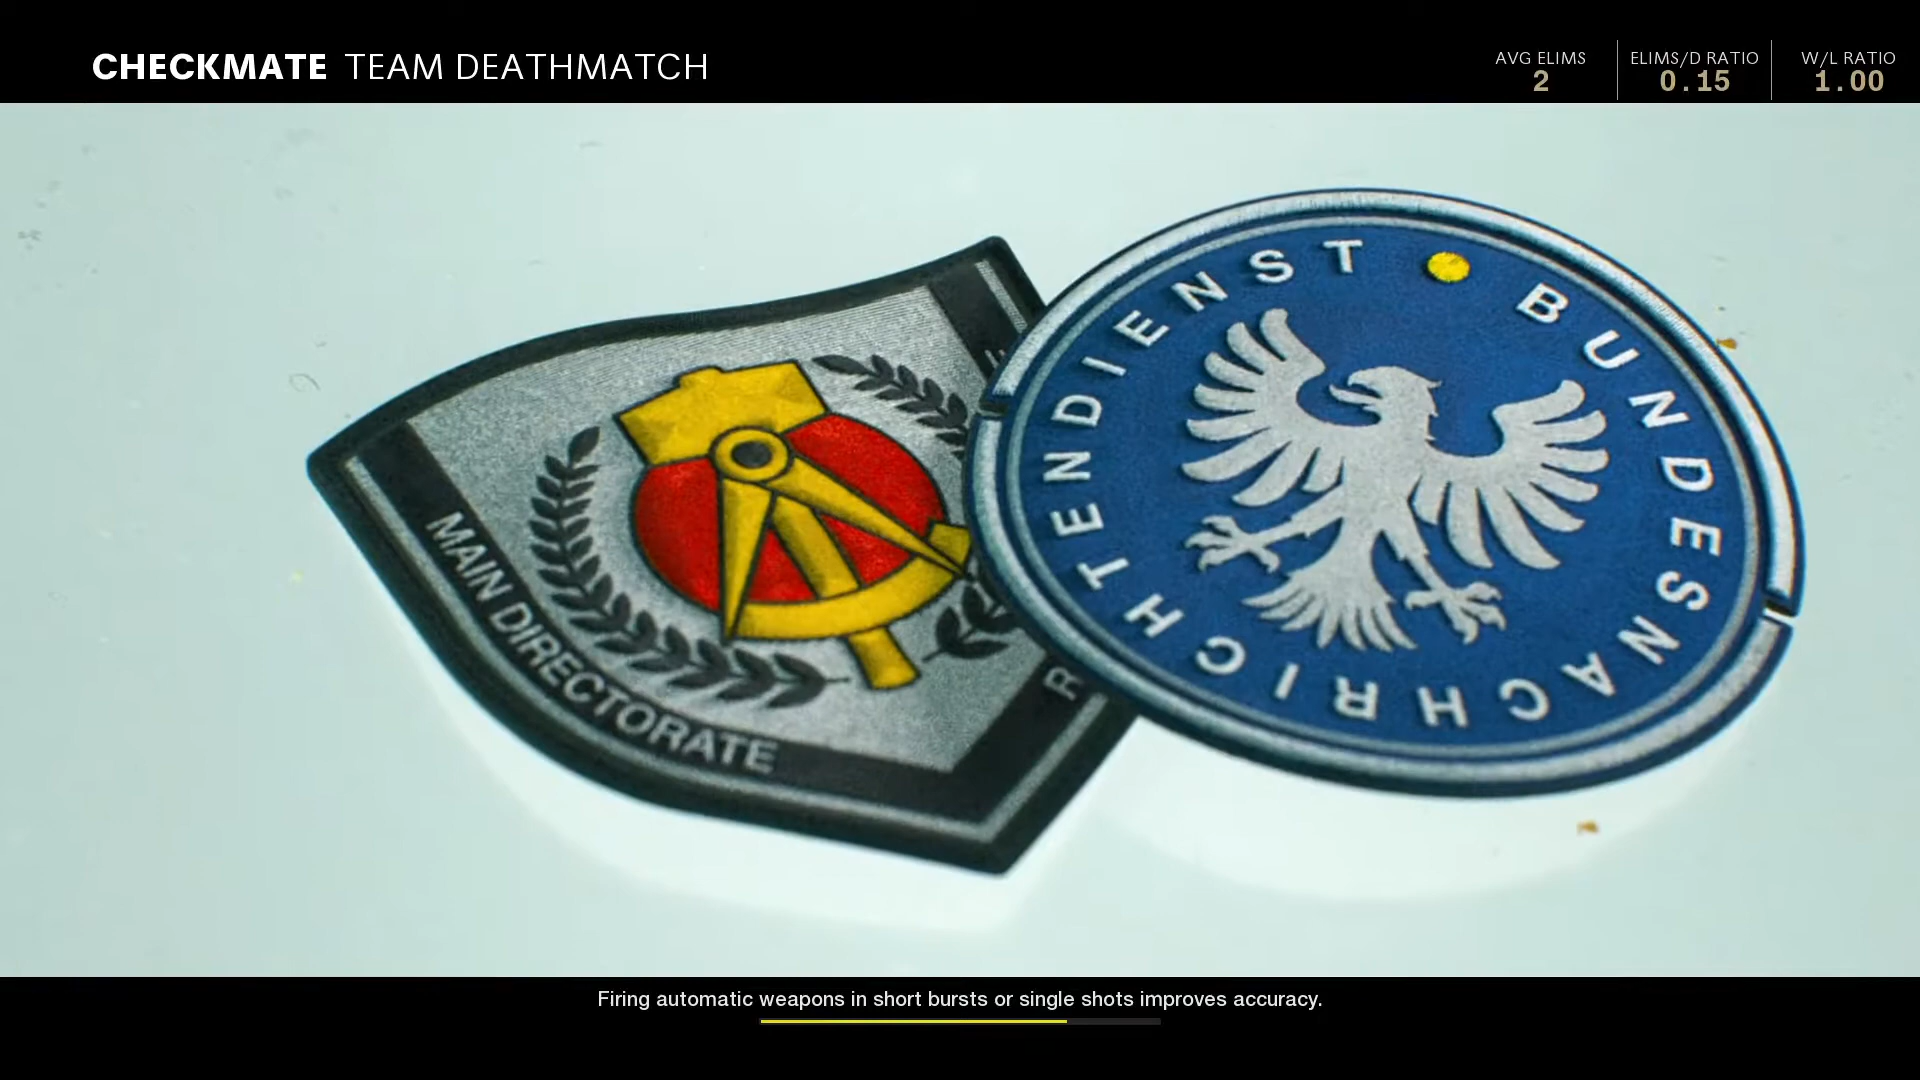 CHECKMATE TEAM DEATHMATCH
AVG ELIMS
2
ELIMS/D RATIO
0.15
W/L RATIO
1.00
BUNDESNACHRICHTENDIENST
MAIN DIRECTORATE
R
Firing automatic weapons in short bursts or single shots improves accuracy.